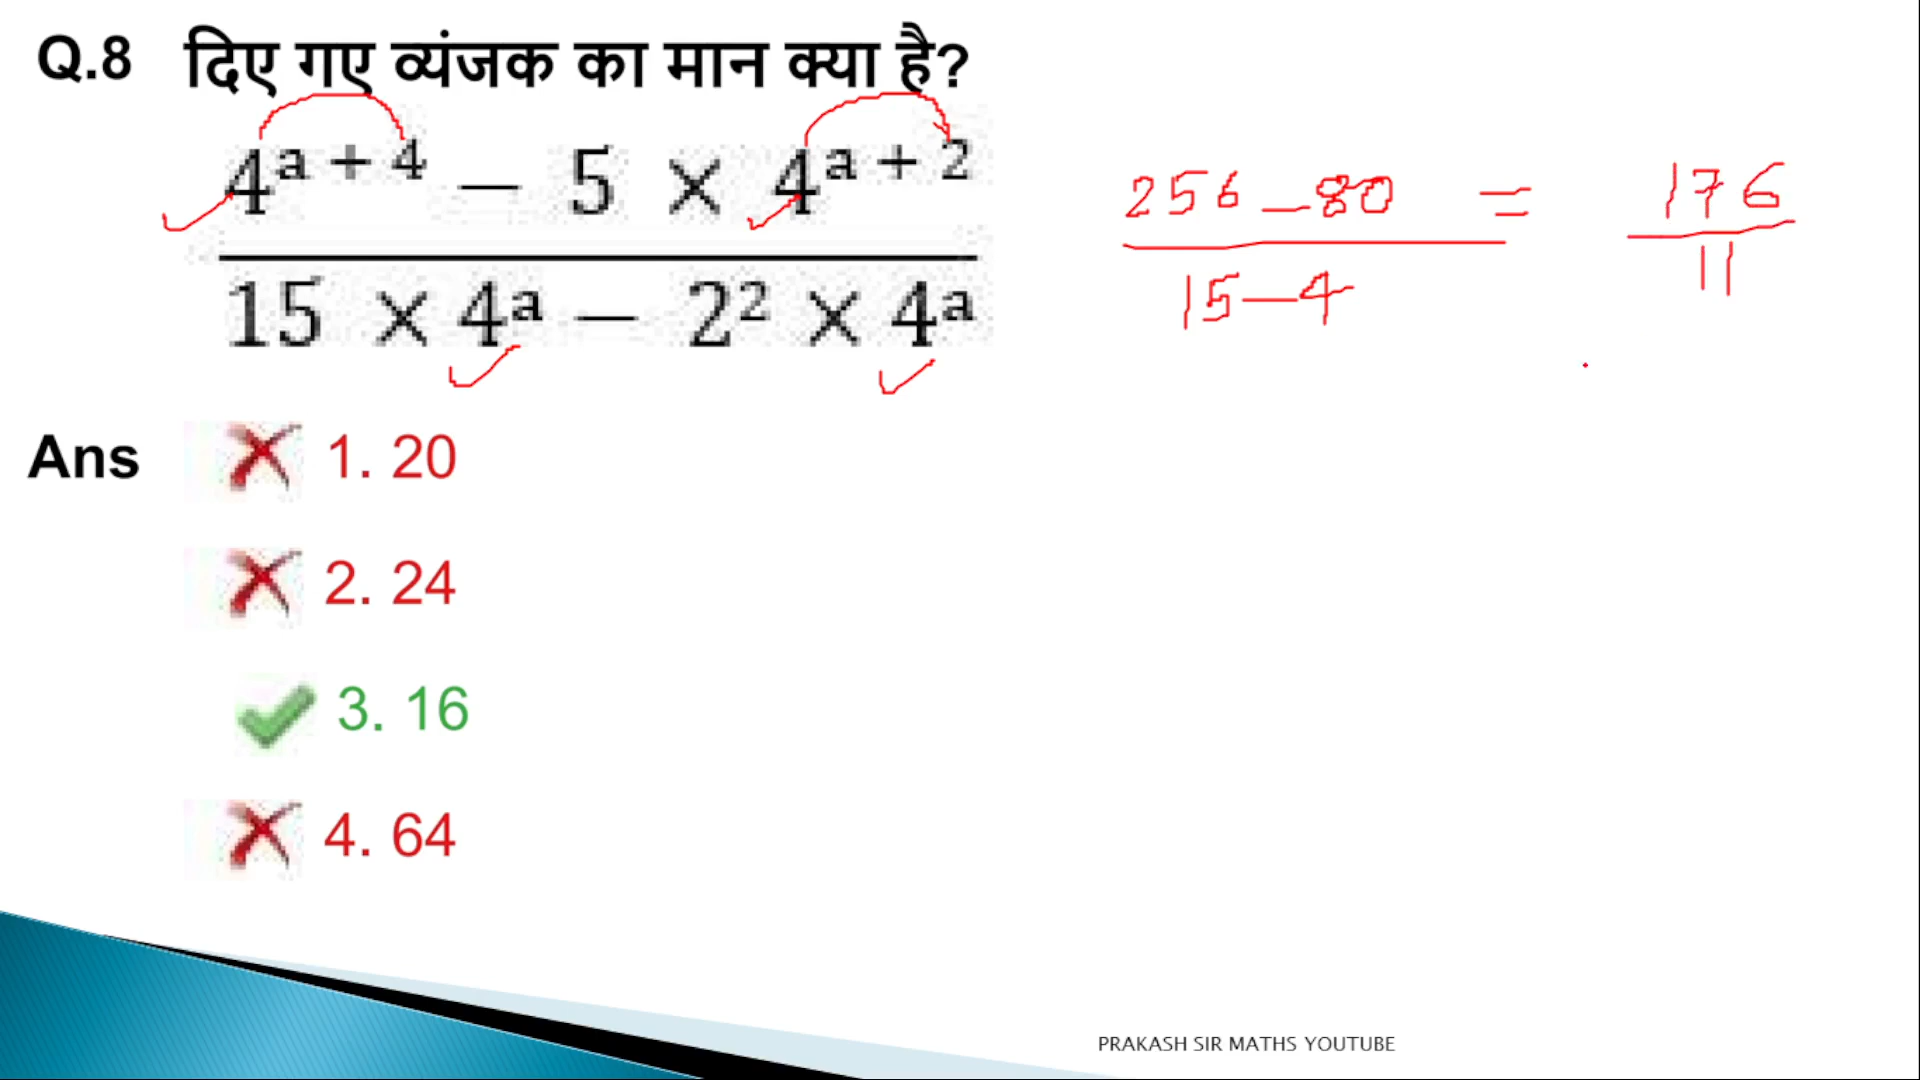 Q.8 दिए गए व्यंजक का मान क्या है?
4^{a + 4} − 5 × 4^{a + 2}
15 × 4^a − 2^2 × 4^a
256-80 = 176
15-4 11
Ans 1. 20
2. 24
3. 16
4. 64
PRAKASH SIR MATHS YOUTUBE